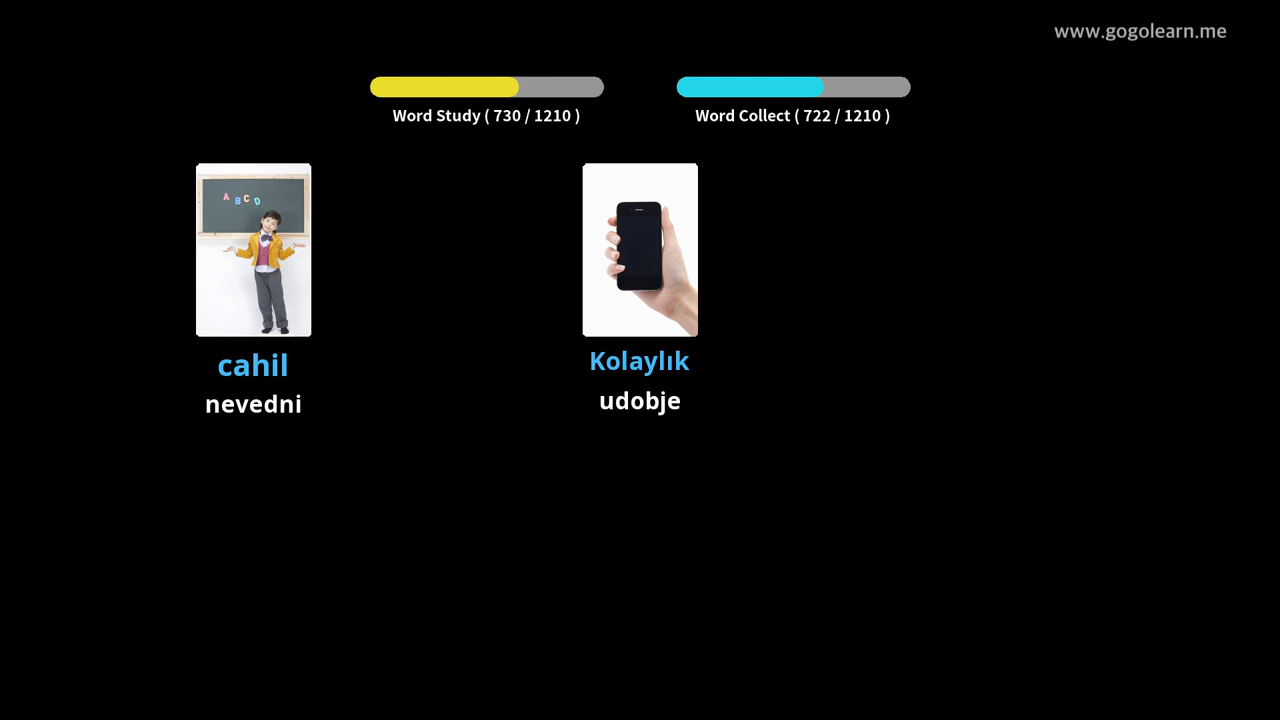 www.gogolearn.me
Word Study ( 730 / 1210 )
Word Collect ( 722 / 1210 )
A B C D
cahil
nevedni
Kolaylık
udobje